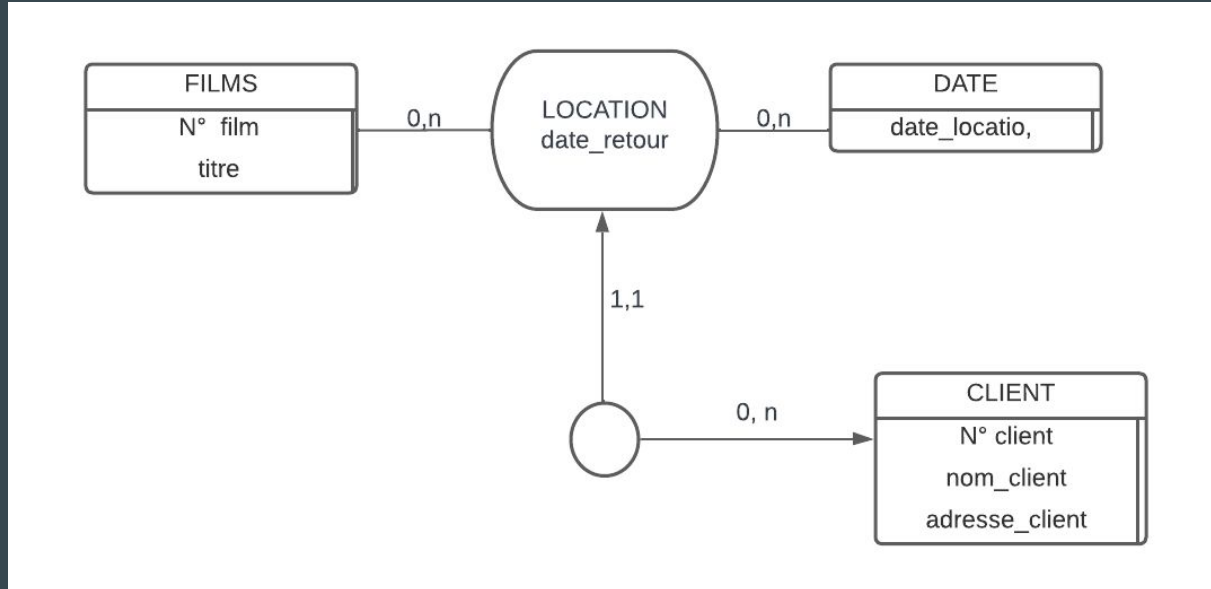 FILMS
N° film
titre
0,n
LOCATION
date_retour
0,n
DATE
date_locatio,
1,1
0, n
CLIENT
N° client
nom_client
adresse_client